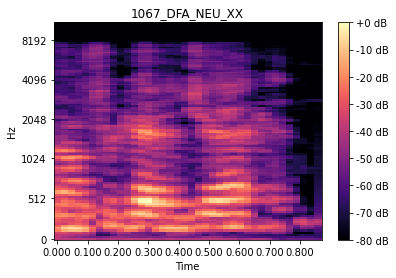 1067_DFA_NEU_XX
+0 dB
8192
-10 dB
4096
-20 dB
-30 dB
2048
Hz
-40 dB
1024
-50 dB
512
-60 dB
-70 dB
0
-80 dB
0.000 0.100 0.200 0.300 0.400 0.500 0.600 0.700 0.800
Time